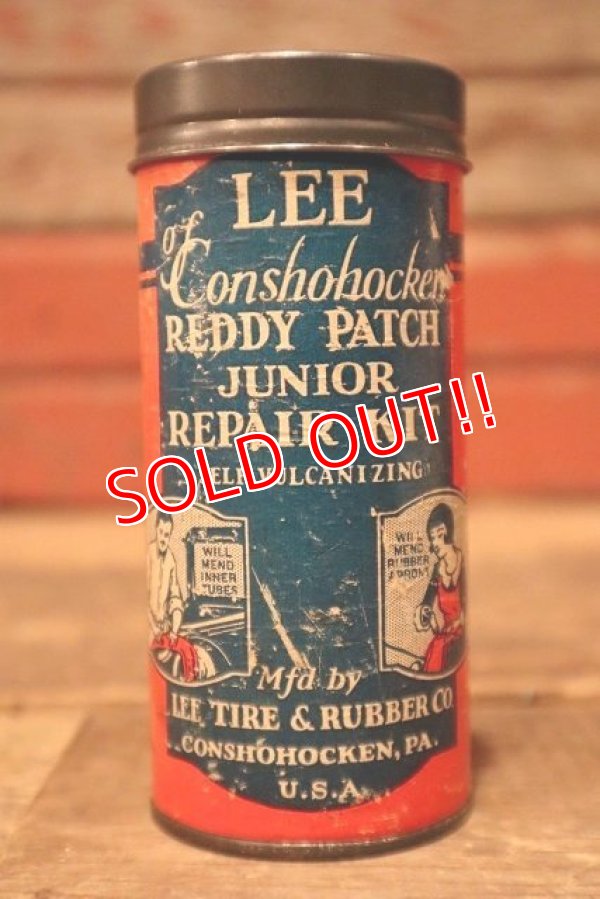 LEE
of Conshohocken
REDDY PATCH
JUNIOR
REPAIR KIT
SOLD OUT!!
VULCANIZING
WILL
MEND
INNER
TUBES
WILL
MEND
RUBBER
APRONS
Mfd. by
LEE TIRE & RUBBER CO.
CONSHOHOCKEN, PA.
U.S.A.